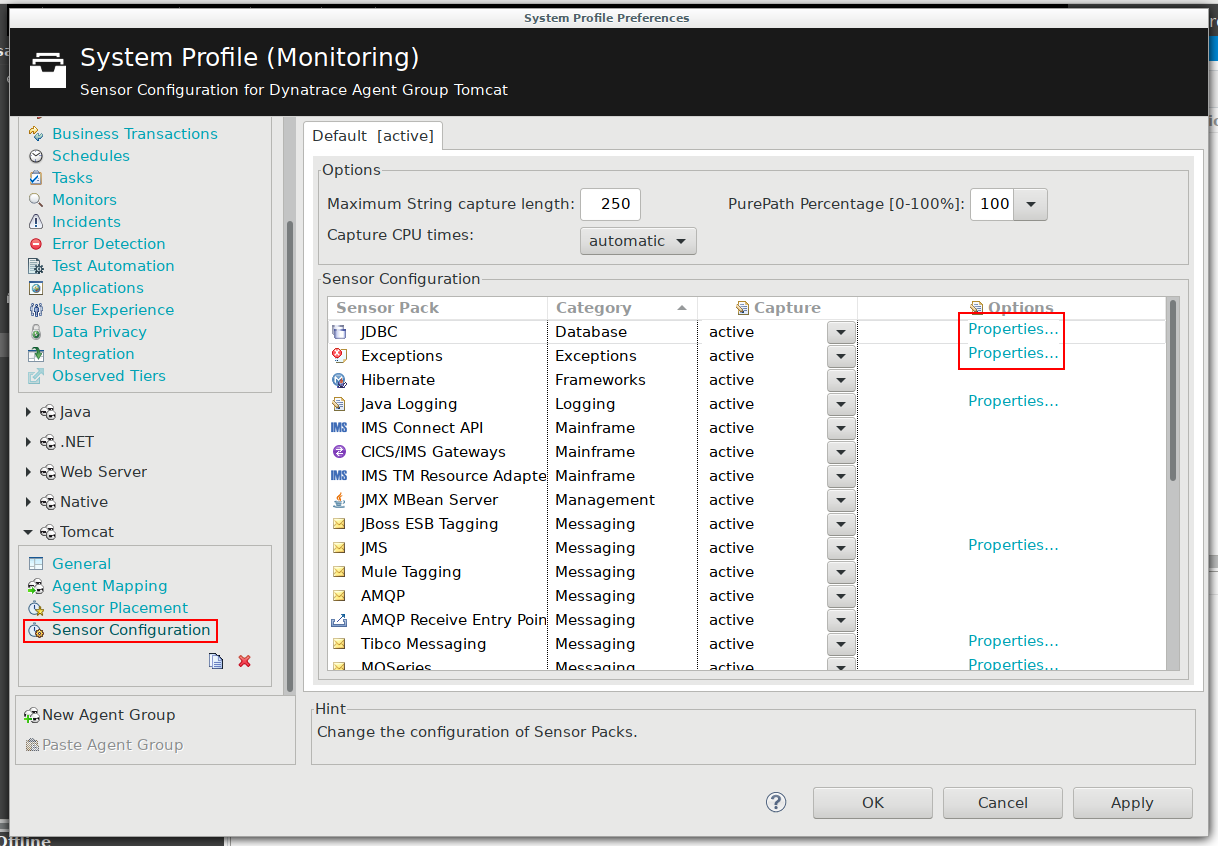 System Profile Preferences
System Profile (Monitoring)
Sensor Configuration for Dynatrace Agent Group Tomcat
Business Transactions
Schedules
Tasks
Monitors
Incidents
Error Detection
Test Automation
Applications
User Experience
Data Privacy
Integration
Observed Tiers
Java
.NET
Web Server
Native
Tomcat
General
Agent Mapping
Sensor Placement
Sensor Configuration
New Agent Group
Paste Agent Group
Default [active]
Options
Maximum String capture length: 250 PurePath Percentage [0-100%]: 100
Capture CPU times: automatic
Sensor Configuration
Sensor Pack Category Capture Options
JDBC Database active Properties...
Exceptions Exceptions active Properties...
Hibernate Frameworks active
Java Logging Logging active Properties...
IMS IMS Connect API Mainframe active
CICS/IMS Gateways Mainframe active
IMS IMS TM Resource Adapte Mainframe active
JMX MBean Server Management active
JBoss ESB Tagging Messaging active
JMS Messaging active Properties...
Mule Tagging Messaging active
AMQP Messaging active
AMQP Receive Entry Poin Messaging active
Tibco Messaging Messaging active Properties...
MQSeries Messaging active Properties...
Hint
Change the configuration of Sensor Packs.
? OK Cancel Apply
Offline